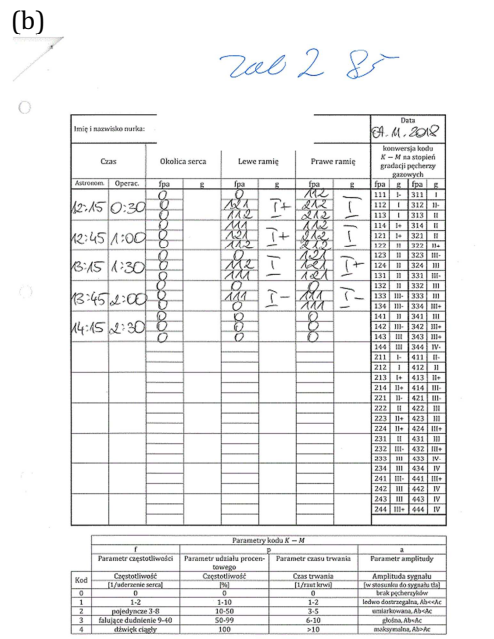 (b)
zał 2 85
Imię i nazwisko nurka:
Data
09.11.2018
Czas Okolica serca Lewe ramię Prawe ramię
konwersja kodu K – M na stopień gradacji pęcherzy gazowych
Astronom. Operac. fpa g fpa g fpa g fpa g fpa g
0 0 112
12:15 0:30 0 121 I+ 212 I
0 112 212
0 111 112
12:45 1:00 0 121 I+ 112 I
0 112 212
0 0 121
13:15 1:30 0 112 I 111 I+
0 111 121
0 0 0
13:45 2:00 0 111 I- 111 I-
0 0 111
0 0 0
14:15 2:30 0 0 0
0 0 0
111 I- 311 I
112 I 312 II-
113 I 313 II
114 I+ 314 II
121 I+ 321 II
122 II 322 II+
123 II 323 III-
124 II 324 III
131 II 331 III-
132 II 332 III
133 III- 333 III
134 III- 334 III+
141 II 341 III
142 III- 342 III+
143 III 343 III+
144 III 344 IV-
211 I- 411 II-
212 I 412 II
213 I+ 413 II+
214 II+ 414 III-
221 II- 421 III-
222 II 422 III
223 II+ 423 III
224 II+ 424 III+
231 II 431 III
232 III- 432 III+
233 III 433 IV-
234 III 434 IV
241 III- 441 III+
242 III 442 IV
243 III 443 IV
244 III+ 444 IV
Parametry kodu K – M
f p a
Parametr częstotliwości Parametr udziału procentowego Parametr czasu trwania Parametr amplitudy
Kod Częstotliwość Częstotliwość Czas trwania Amplituda sygnału
[1/uderzenie serca] [%] [1/rzut krwi] [w stosunku do sygnału tła]
0 0 0 0 brak pęcherzyków
1 1-2 1-10 1-2 ledwo dostrzegalna, Ab<<Ac
2 pojedyncze 3-8 10-50 3-5 umiarkowana, Ab<Ac
3 falujące dudnienie 9-40 50-99 6-10 głośna, Ab≈Ac
4 dźwięk ciągły 100 >10 maksymalna, Ab>Ac